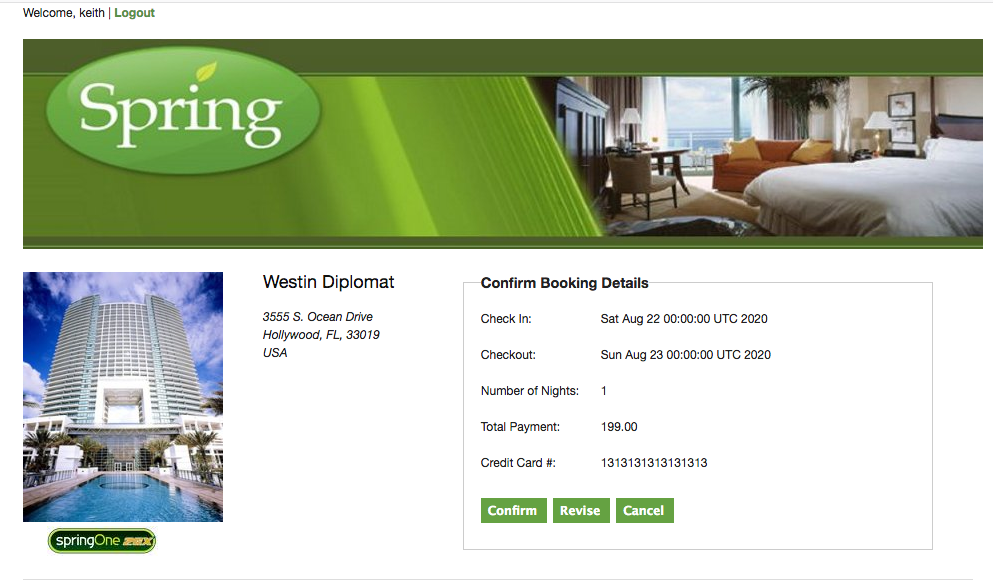 Welcome, keith | Logout
Spring
Westin Diplomat
3555 S. Ocean Drive
Hollywood, FL, 33019
USA
Confirm Booking Details
Check In: Sat Aug 22 00:00:00 UTC 2020
Checkout: Sun Aug 23 00:00:00 UTC 2020
Number of Nights: 1
Total Payment: 199.00
Credit Card #: 1313131313131313
Confirm Revise Cancel
springOne 2GX